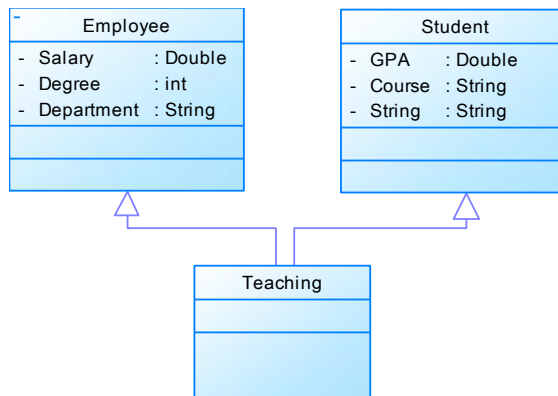 Employee
- Salary : Double
- Degree : int
- Department : String
Student
- GPA : Double
- Course : String
- String : String
Teaching